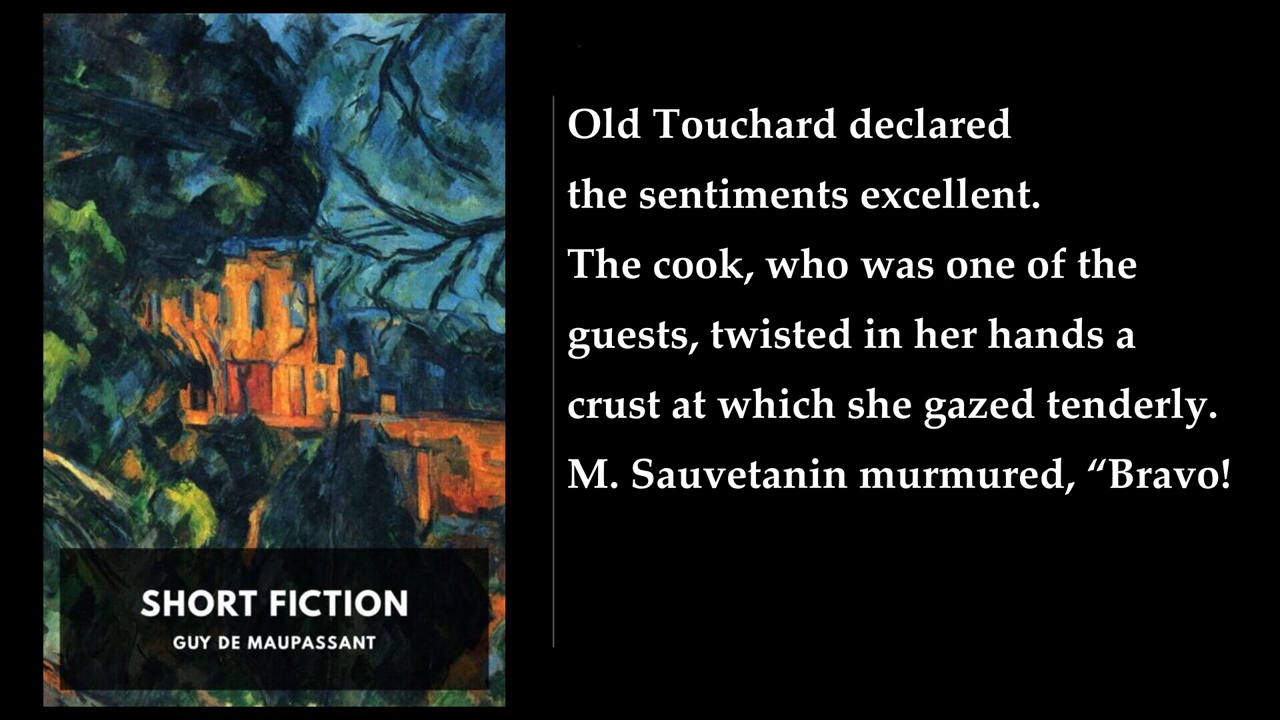 Old Touchard declared
the sentiments excellent.
The cook, who was one of the
guests, twisted in her hands a
crust at which she gazed tenderly.
M. Sauvetanin murmured, “Bravo!
SHORT FICTION
GUY DE MAUPASSANT